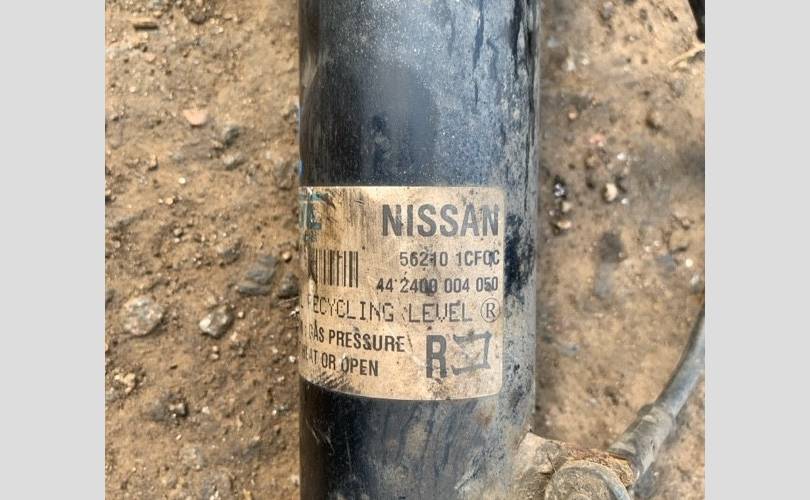 NISSAN
56210 1CF0C
44 2400 004 050
RECYCLING LEVEL ®
GAS PRESSURE
OR OPEN
R